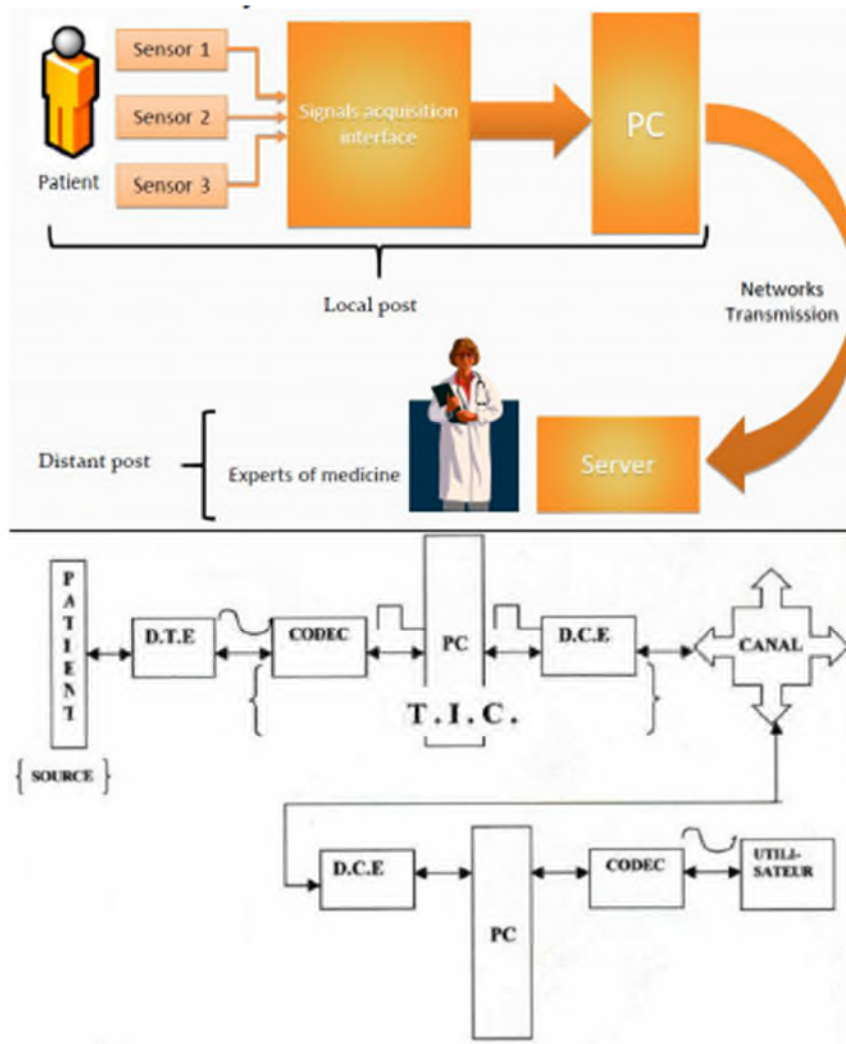 Sensor 1
Sensor 2
Sensor 3
Patient
Signals acquisition
interface
PC
Local post
Networks
Transmission
Distant post
Experts of medicine
Server
PATIENT
D.T.E
CODEC
PC
D.C.E
CANAL
T.I.C.
{ SOURCE }
D.C.E
PC
CODEC
UTILI-
SATEUR